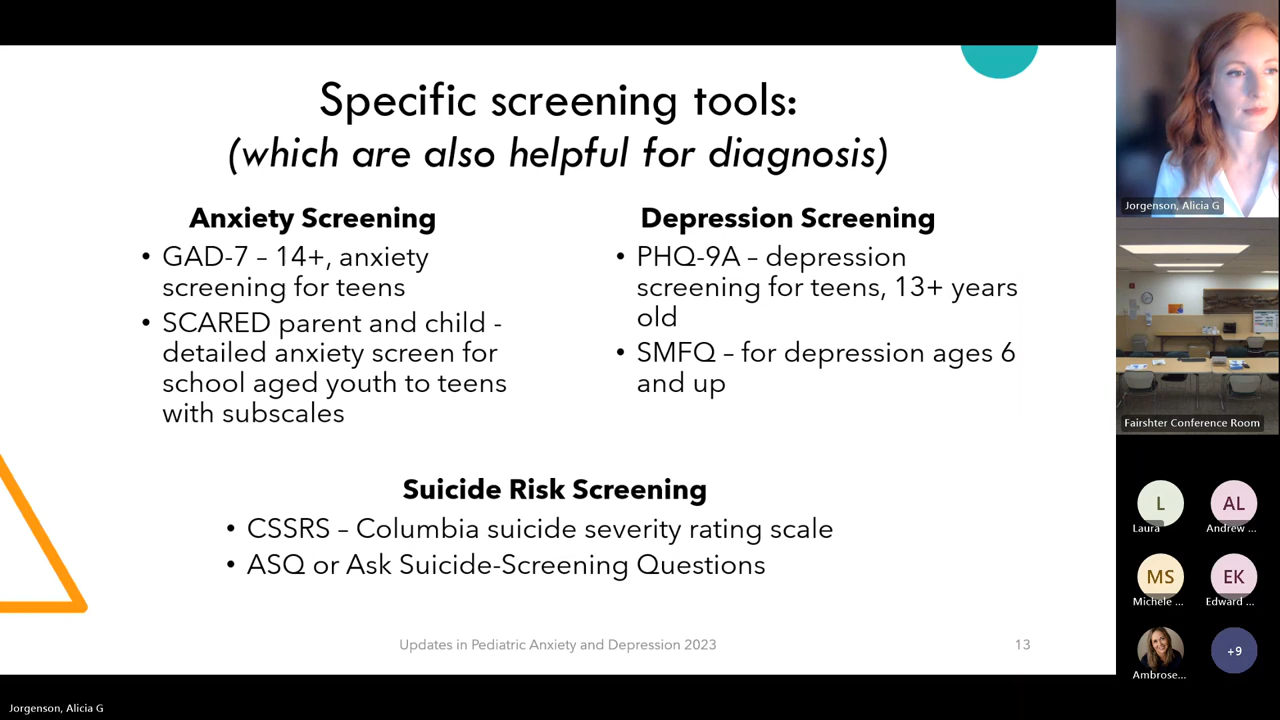 Specific screening tools:
(which are also helpful for diagnosis)
Anxiety Screening
• GAD-7 – 14+, anxiety
screening for teens
• SCARED parent and child -
detailed anxiety screen for
school aged youth to teens
with subscales
Depression Screening
• PHQ-9A – depression
screening for teens, 13+ years
old
• SMFQ – for depression ages 6
and up
Suicide Risk Screening
• CSSRS – Columbia suicide severity rating scale
• ASQ or Ask Suicide-Screening Questions
Updates in Pediatric Anxiety and Depression 2023
13
Jorgenson, Alicia G
Fairshter Conference Room
L
Laura
AL
Andrew ...
MS
Michele ...
EK
Edward ...
Ambrose...
+9
Jorgenson, Alicia G